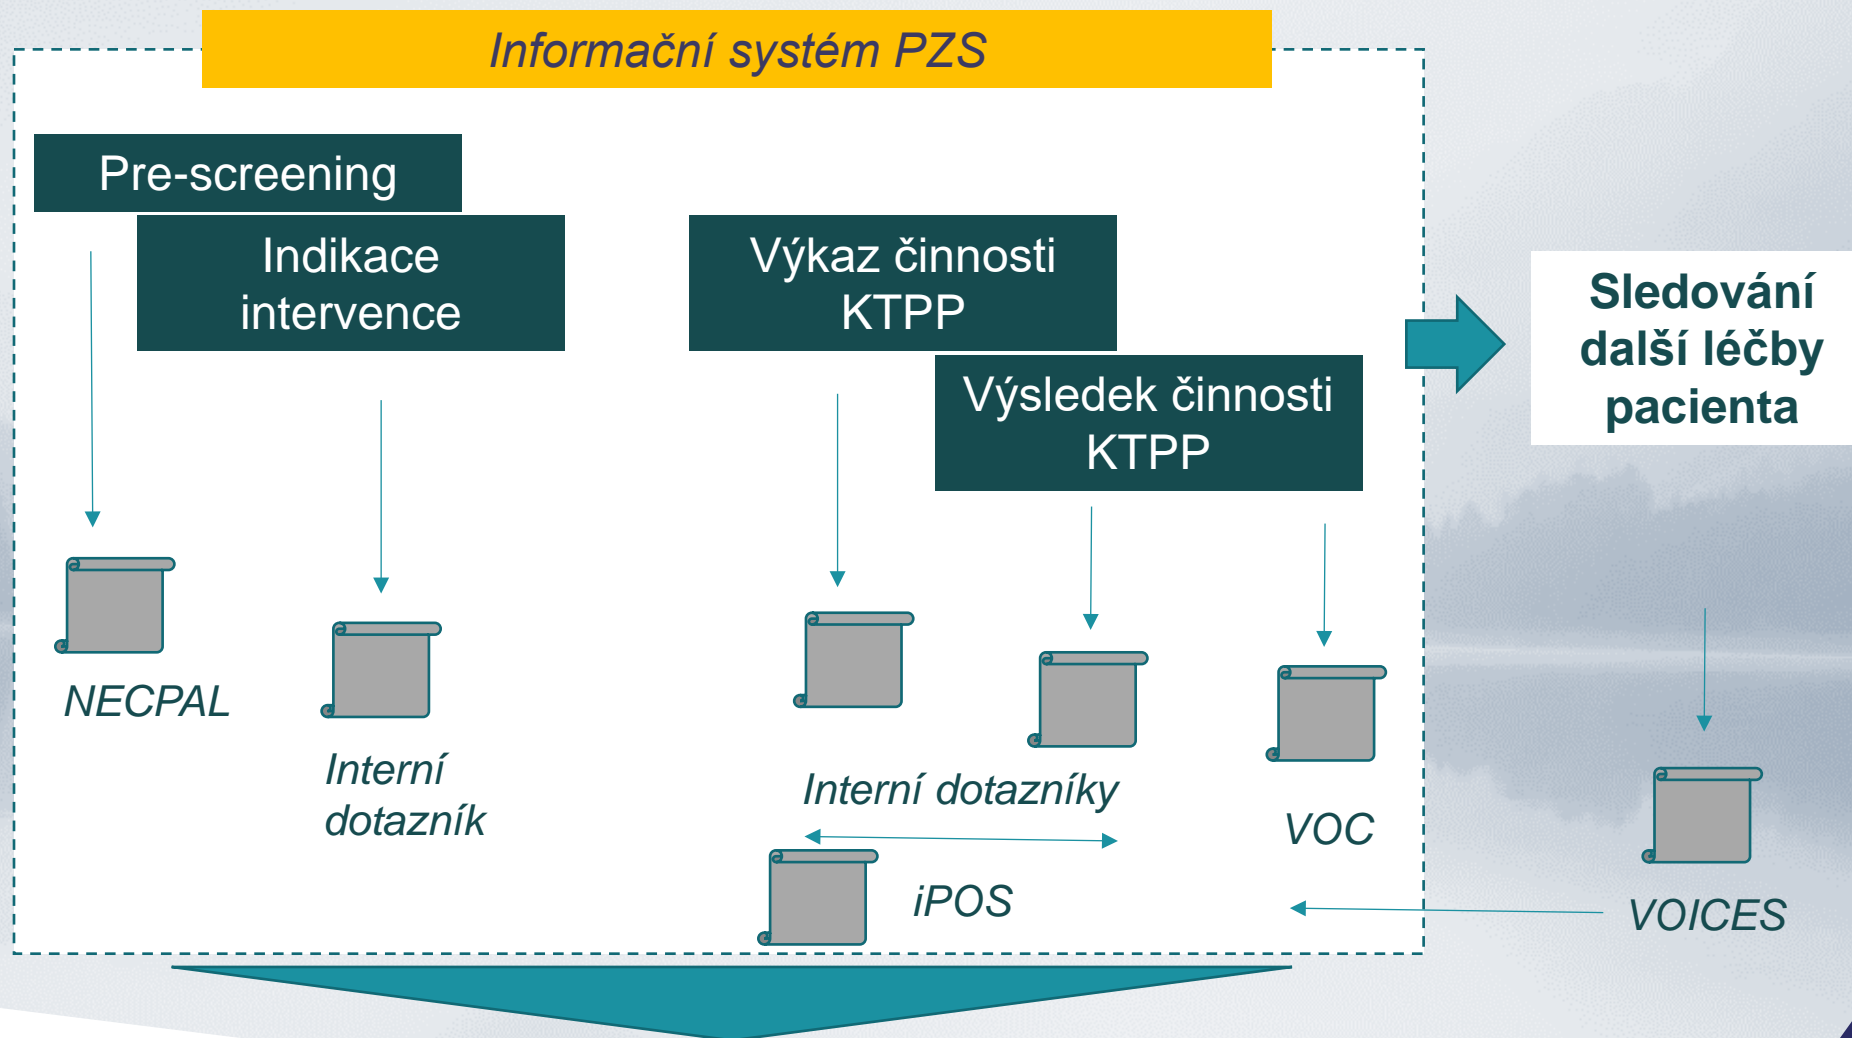 Informační systém PZS
Pre-screening
Indikace
intervence
Výkaz činnosti
KTPP
Výsledek činnosti
KTPP
Sledování
další léčby
pacienta
NECPAL
Interní
dotazník
Interní dotazníky
VOC
iPOS
VOICES